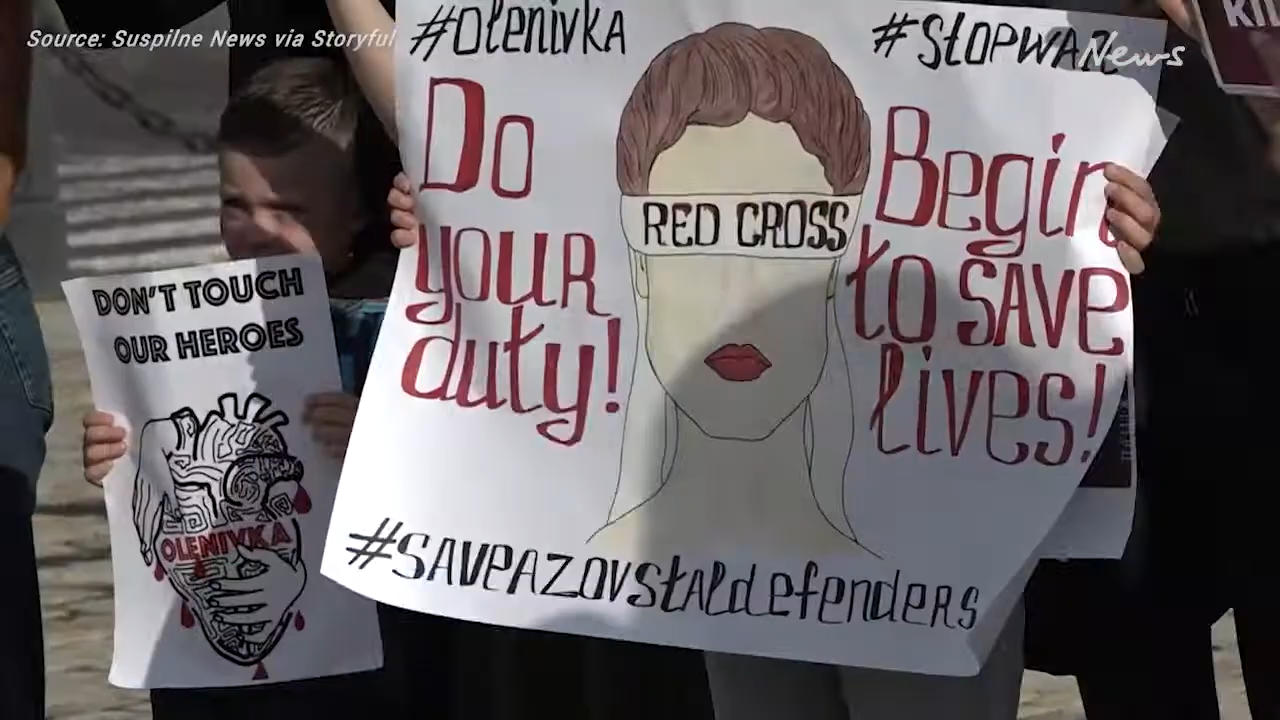 Source: Suspilne News via Storyful
News
#Olenivka
#StopWAR
Do
your
duty!
RED CROSS
Begin
to save
lives!
#SAVEAZOVSTALdefenders
DON'T TOUCH
OUR HEROES
OLENIVKA